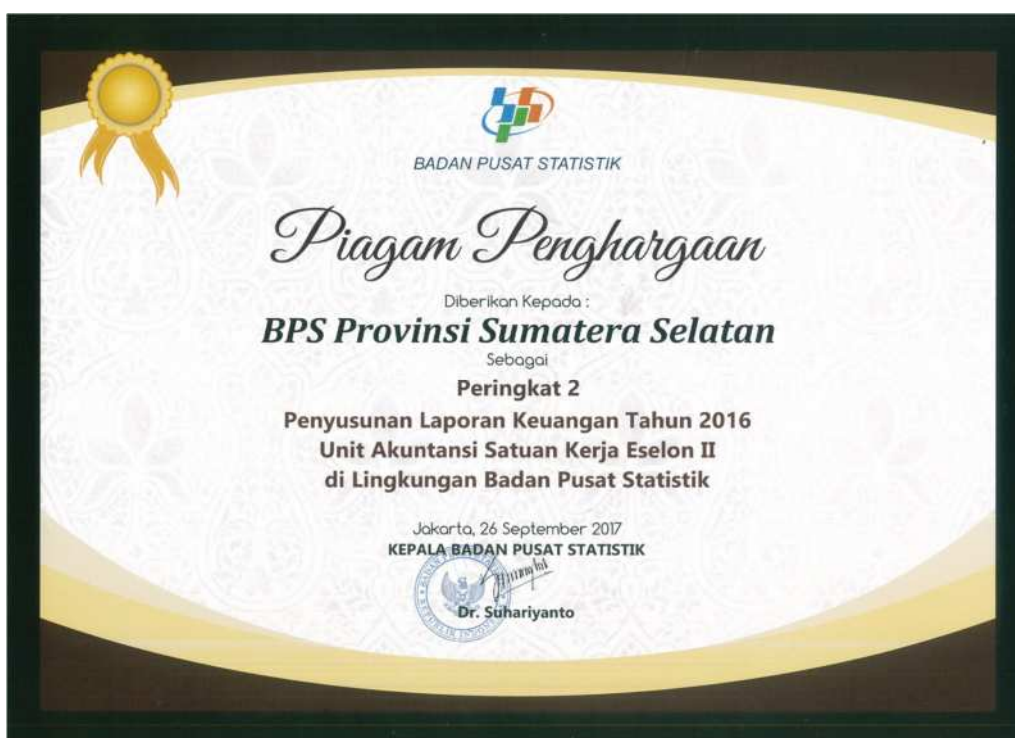 BADAN PUSAT STATISTIK
Piagam Penghargaan
Diberikan Kepada :
BPS Provinsi Sumatera Selatan
Sebagai
Peringkat 2
Penyusunan Laporan Keuangan Tahun 2016
Unit Akuntansi Satuan Kerja Eselon II
di Lingkungan Badan Pusat Statistik
Jakarta, 26 September 2017
KEPALA BADAN PUSAT STATISTIK
Dr. Suhariyanto